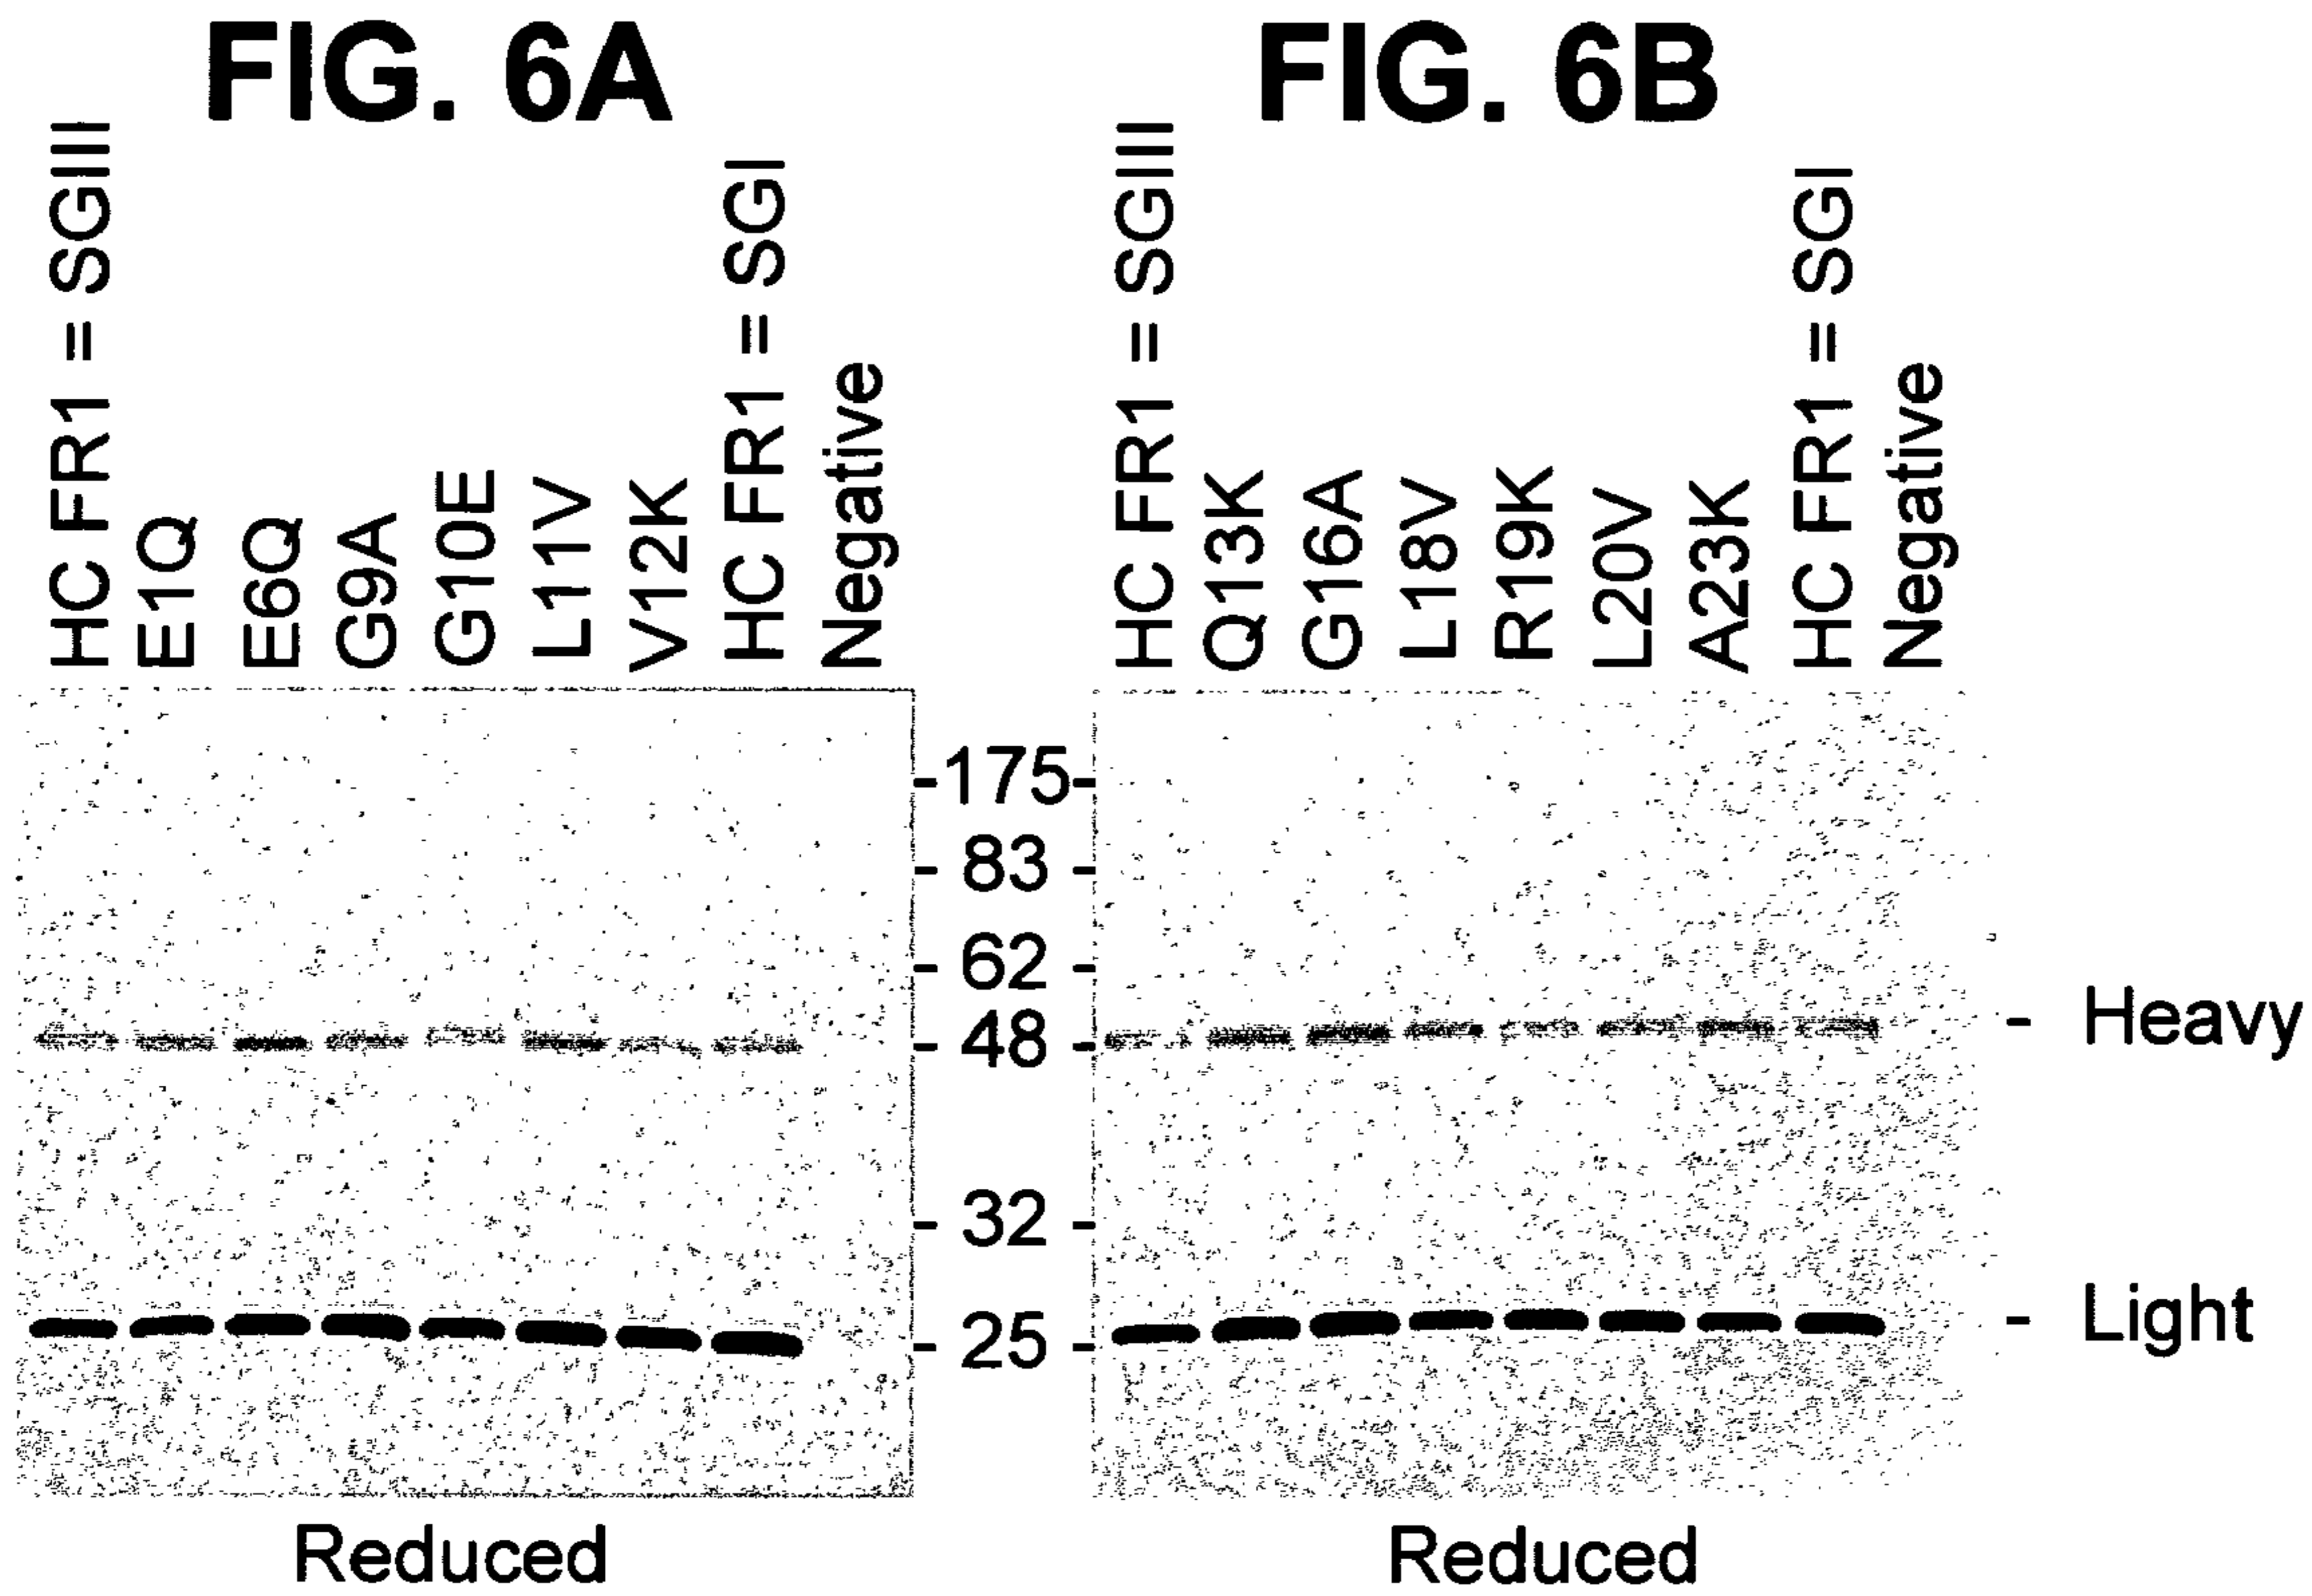 FIG. 6A
HC FR1 = SGIII
E1Q
E6Q
G9A
G10E
L11V
V12K
HC FR1 = SGI
Negative
FIG. 6B
HC FR1 = SGIII
Q13K
G16A
L18V
R19K
L20V
A23K
HC FR1 = SGI
Negative
-175-
- 83 -
- 62 -
- 48 -
- 32 -
- 25 -
- Heavy
- Light
Reduced
Reduced